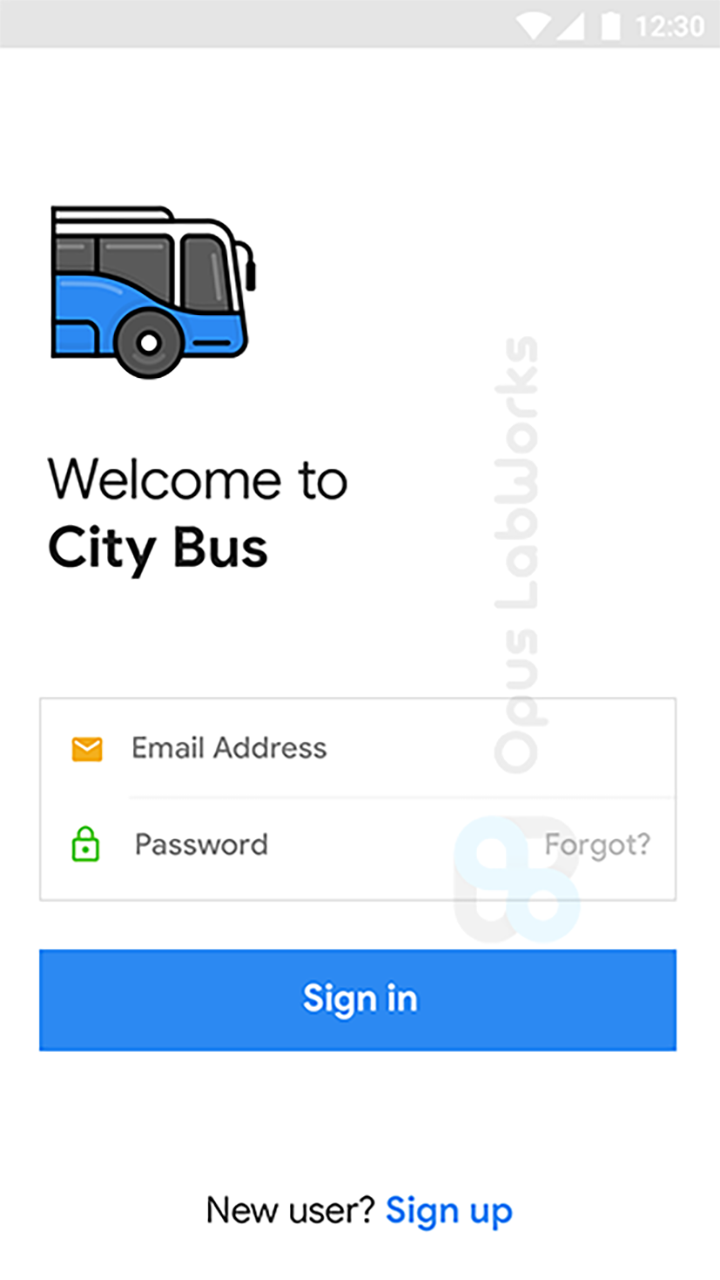 12:30
Welcome to
City Bus
Opus LabWorks
Email Address
Password Forgot?
Sign in
New user? Sign up